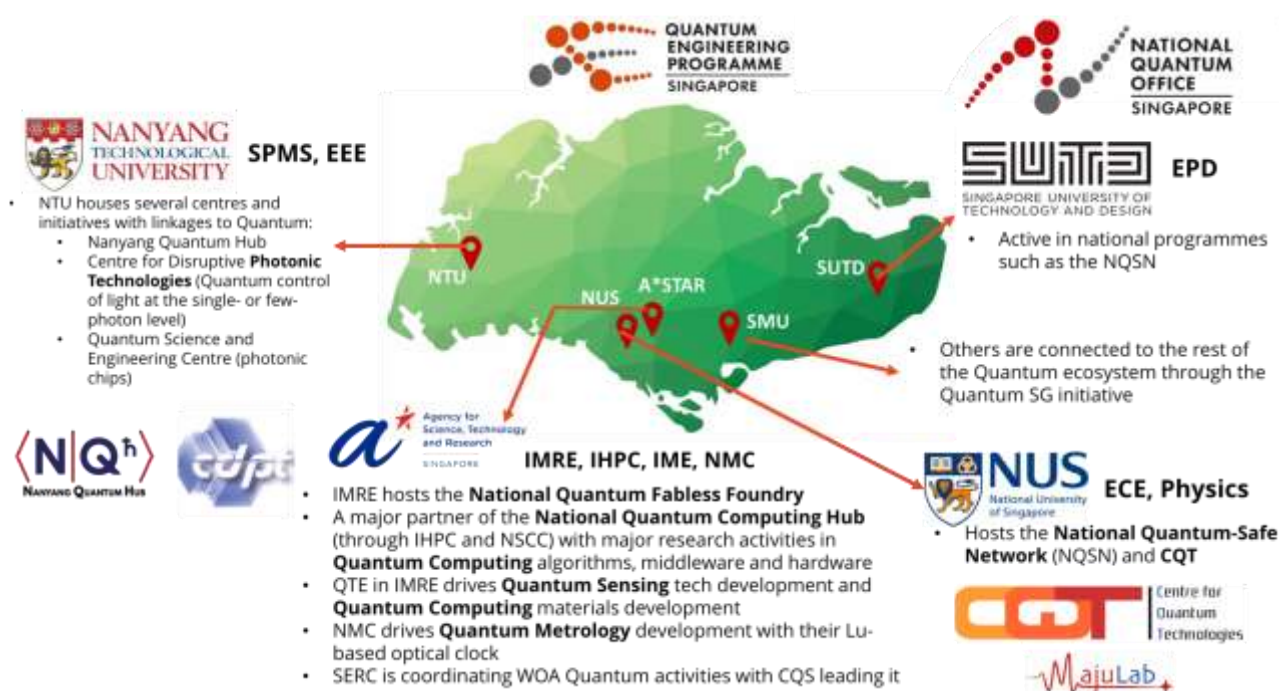 QUANTUM
ENGINEERING
PROGRAMME
SINGAPORE
NATIONAL
QUANTUM
OFFICE
SINGAPORE
NANYANG
TECHNOLOGICAL
UNIVERSITY
SPMS, EEE
• NTU houses several centres and
initiatives with linkages to Quantum:
• Nanyang Quantum Hub
• Centre for Disruptive Photonic
Technologies (Quantum control
of light at the single- or few-
photon level)
• Quantum Science and
Engineering Centre (photonic
chips)
⟨N|Qħ⟩
NANYANG QUANTUM HUB
cdpt
NTU
NUS
A*STAR
SMU
SUTD
SUTD
SINGAPORE UNIVERSITY OF
TECHNOLOGY AND DESIGN
EPD
• Active in national programmes
such as the NQSN
• Others are connected to the rest of
the Quantum ecosystem through the
Quantum SG initiative
a
Agency for
Science, Technology
and Research
SINGAPORE
IMRE, IHPC, IME, NMC
• IMRE hosts the National Quantum Fabless Foundry
• A major partner of the National Quantum Computing Hub
(through IHPC and NSCC) with major research activities in
Quantum Computing algorithms, middleware and hardware
• QTE in IMRE drives Quantum Sensing tech development and
Quantum Computing materials development
• NMC drives Quantum Metrology development with their Lu-
based optical clock
• SERC is coordinating WOA Quantum activities with CQS leading it
NUS
National University
of Singapore
ECE, Physics
• Hosts the National Quantum-Safe
Network (NQSN) and CQT
CQT
Centre for
Quantum
Technologies
MajuLab